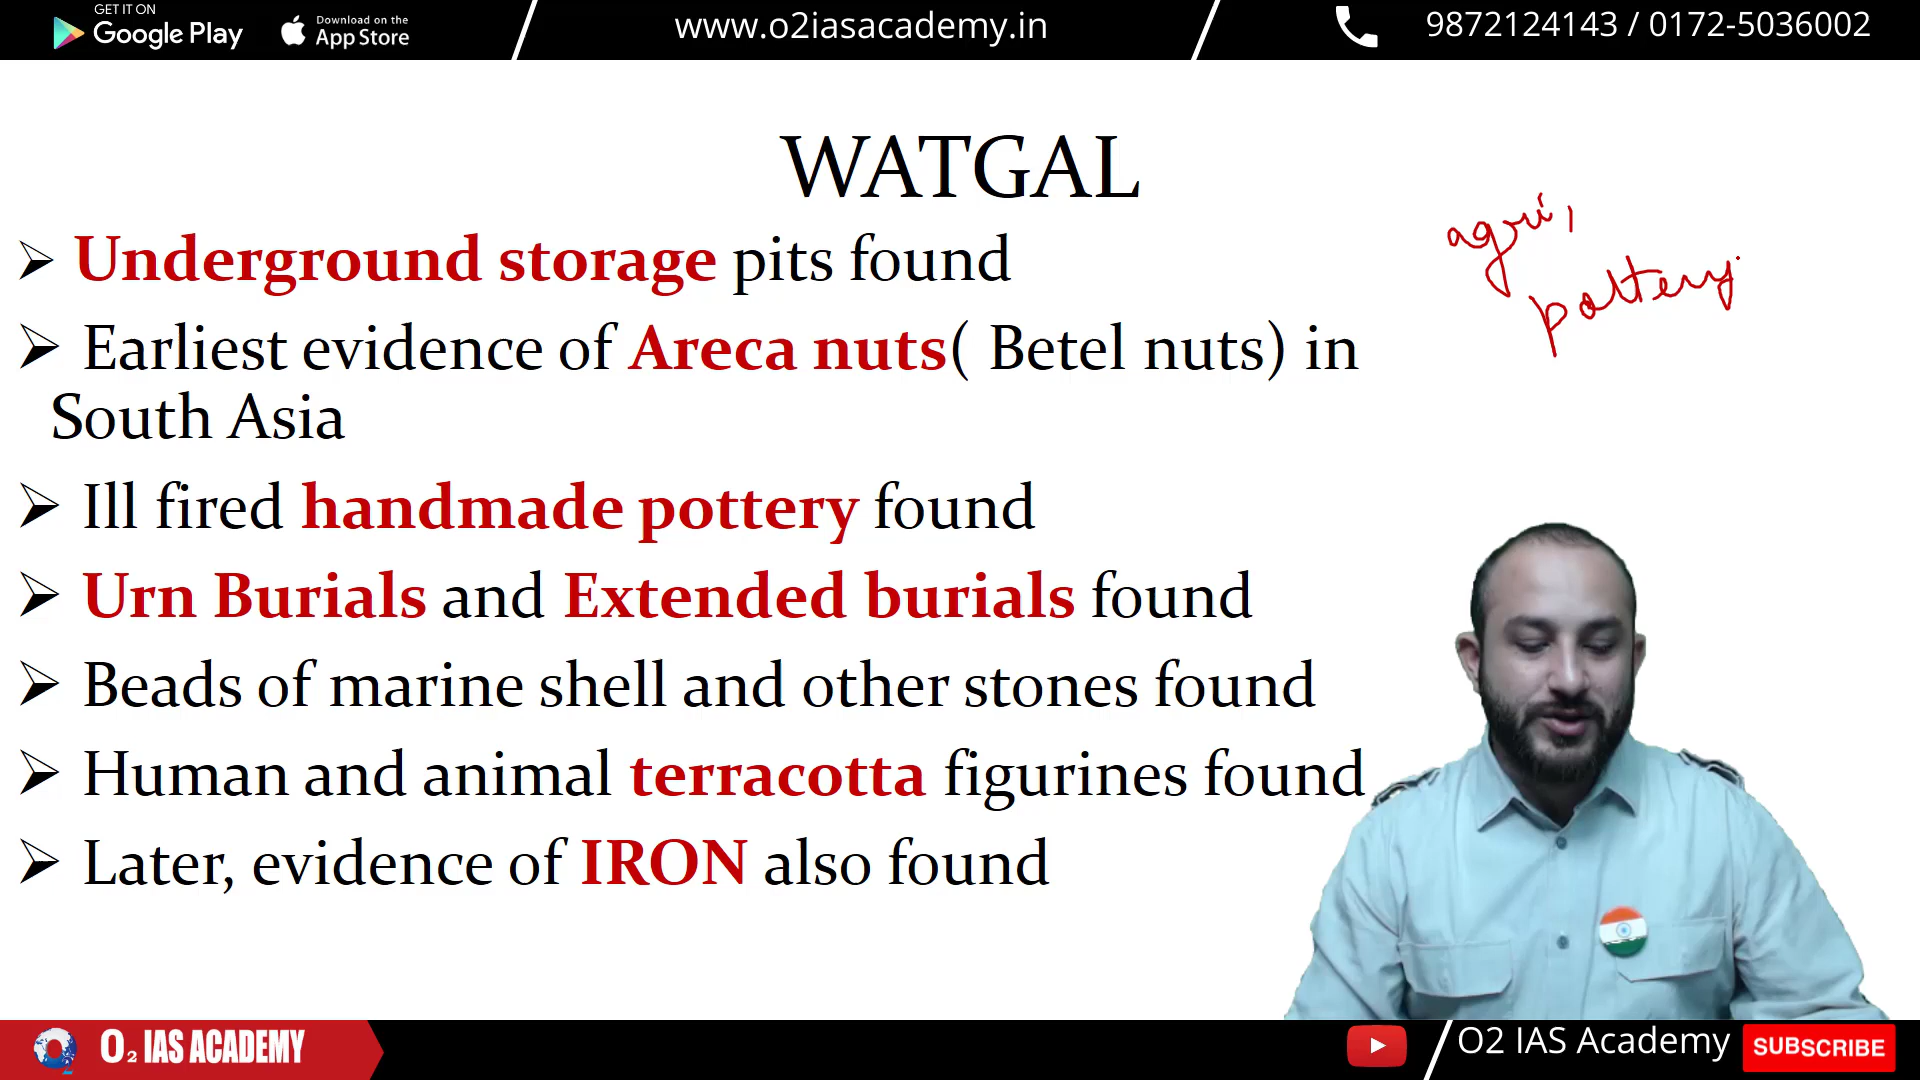 GET IT ON
Google Play
Download on the
App Store
www.o2iasacademy.in
9872124143 / 0172-5036002
WATGAL
agri,
pottery
➢ Underground storage pits found
➢ Earliest evidence of Areca nuts( Betel nuts) in
South Asia
➢ Ill fired handmade pottery found
➢ Urn Burials and Extended burials found
➢ Beads of marine shell and other stones found
➢ Human and animal terracotta figurines found
➢ Later, evidence of IRON also found
O2 IAS ACADEMY
O2 IAS Academy
SUBSCRIBE